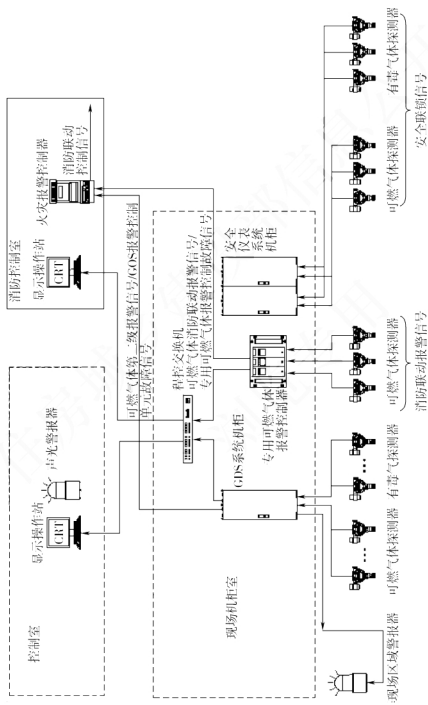 控制室
显示操作站
CRT
声光警报器
消防控制室
显示操作站
CRT
火灾报警控制器
消防联动
控制信号
可燃气体第二级报警信号/GDS报警控制
单元故障信号
现场机柜室
程控交换机
可燃气体消防联动报警信号/
专用可燃气体报警控制故障信号
GDS系统机柜
专用可燃气体
报警控制器
安全
仪表
系统
机柜
现场区域警报器
可燃气体探测器
有毒气探测器
可燃气体探测器
消防联动报警信号
可燃气体探测器
有毒气体探测器
安全联锁信号